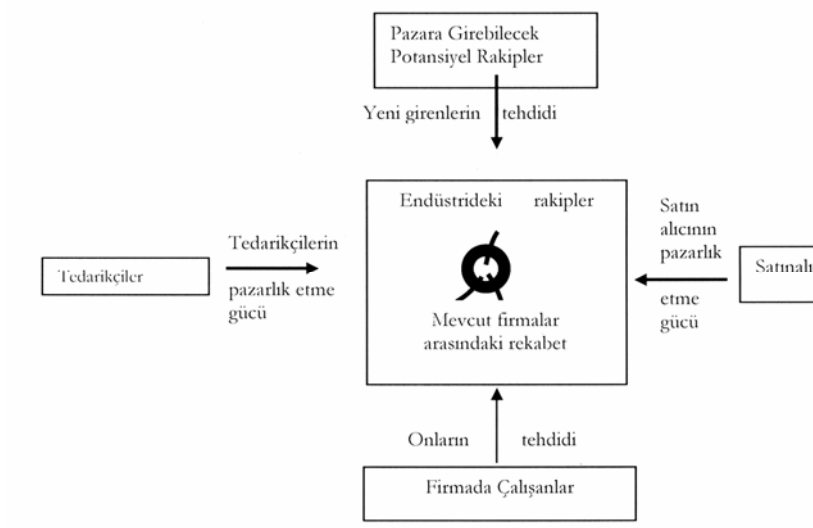 Pazara Girebilecek
Potansiyel Rakipler
Yeni girenlerin tehdidi
Endüstrideki rakipler
Mevcut firmalar
arasındaki rekabet
Tedarikçiler
Tedarikçilerin
pazarlık etme
gücü
Satın
alıcının
pazarlık
etme
gücü
Satınalı
Onların tehdidi
Firmada Çalışanlar